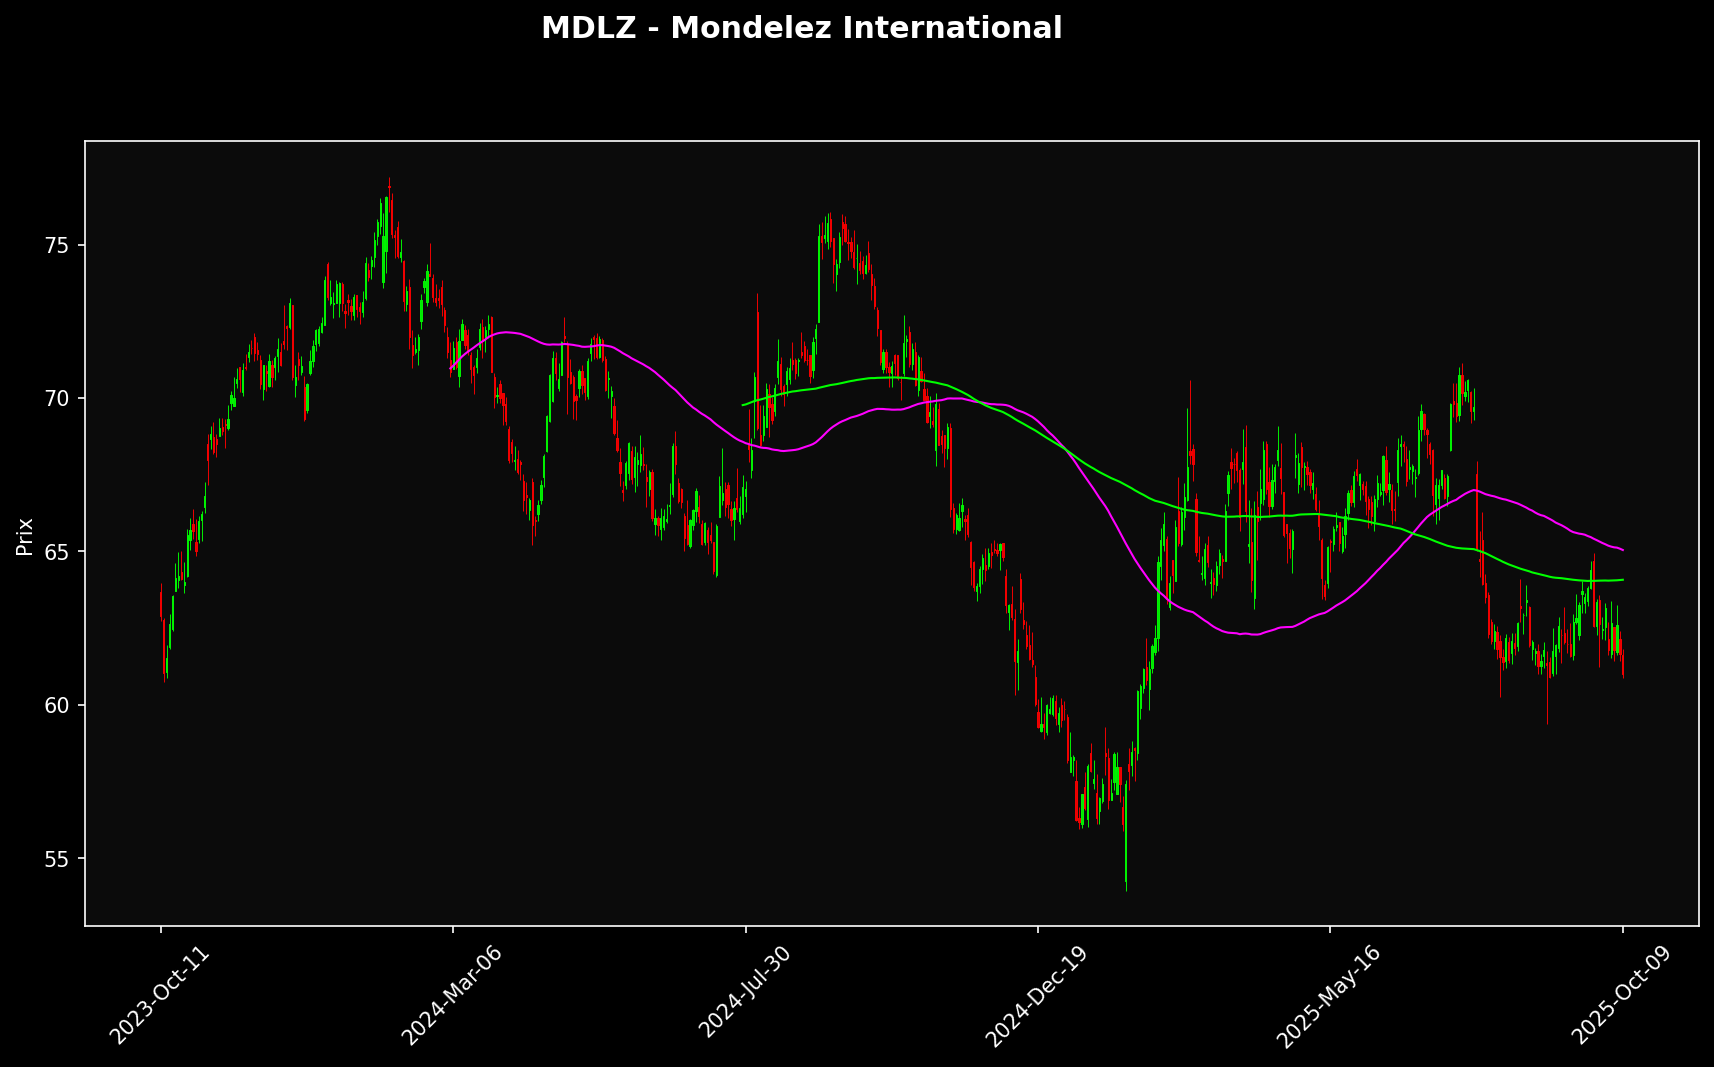 MDLZ - Mondelez International
Prix
75
70
65
60
55
2023-Oct-11
2024-Mar-06
2024-Jul-30
2024-Dec-19
2025-May-16
2025-Oct-09